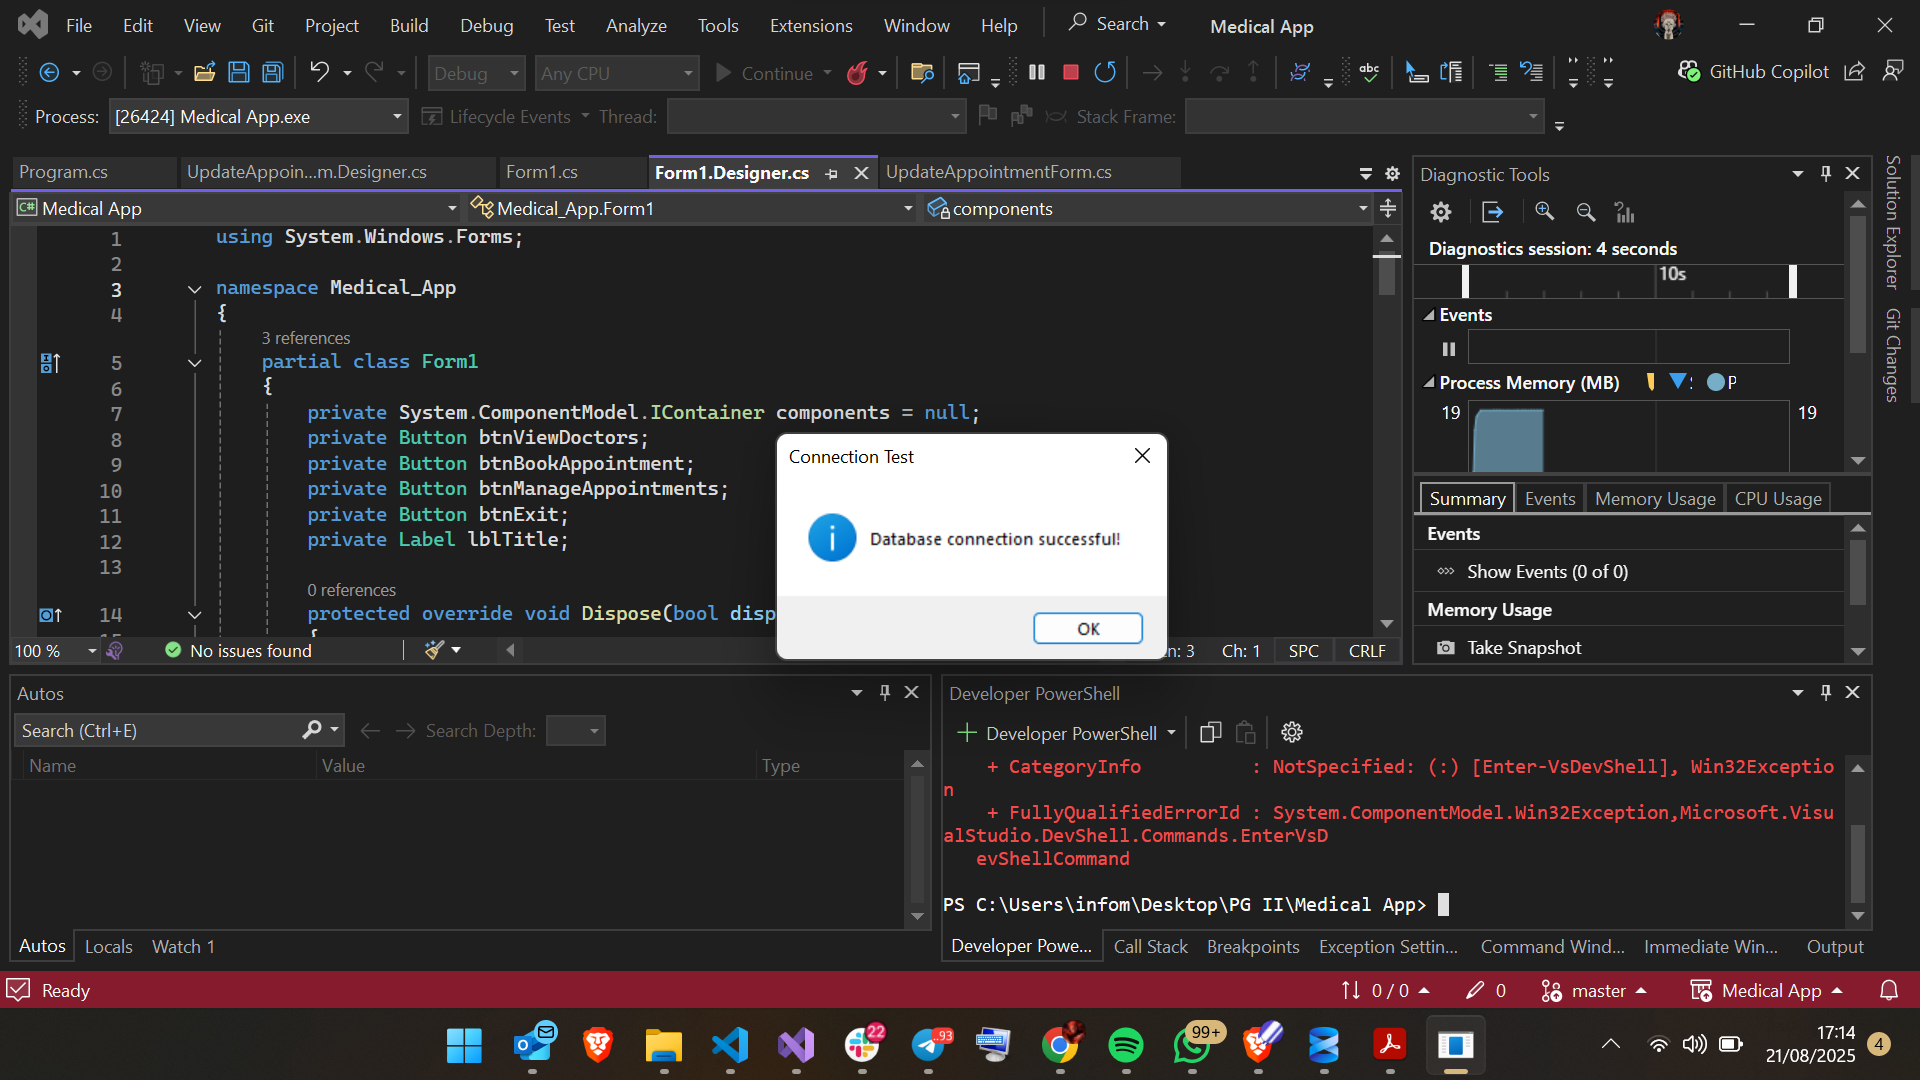 File Edit View Git Project Build Debug Test Analyze Tools Extensions Window Help Search Medical App
Debug Any CPU Continue GitHub Copilot
Process: [26424] Medical App.exe Lifecycle Events Thread: Stack Frame:
Program.cs UpdateAppoin...m.Designer.cs Form1.cs Form1.Designer.cs UpdateAppointmentForm.cs
Medical App Medical_App.Form1 components
1 using System.Windows.Forms;
2
3 namespace Medical_App
4 {
3 references
5 partial class Form1
6 {
7 private System.ComponentModel.IContainer components = null;
8 private Button btnViewDoctors;
9 private Button btnBookAppointment;
10 private Button btnManageAppointments;
11 private Button btnExit;
12 private Label lblTitle;
13
0 references
14 protected override void Dispose(bool disp
100 % No issues found Ch: 1 SPC CRLF
Connection Test
Database connection successful!
OK
Diagnostic Tools
Diagnostics session: 4 seconds
10s
Events
Process Memory (MB) P
19 19
Summary Events Memory Usage CPU Usage
Events
Show Events (0 of 0)
Memory Usage
Take Snapshot
Solution Explorer
Git Changes
Autos
Search (Ctrl+E) Search Depth:
Name Value Type
Autos Locals Watch 1
Developer PowerShell
Developer PowerShell
+ CategoryInfo : NotSpecified: (:) [Enter-VsDevShell], Win32Exceptio
n
+ FullyQualifiedErrorId : System.ComponentModel.Win32Exception,Microsoft.Visu
alStudio.DevShell.Commands.EnterVsD
evShellCommand
PS C:\Users\infom\Desktop\PG II\Medical App>
Developer Powe... Call Stack Breakpoints Exception Settin... Command Wind... Immediate Win... Output
Ready 0 / 0 0 master Medical App
22 .93 99+
17:14
21/08/2025
4